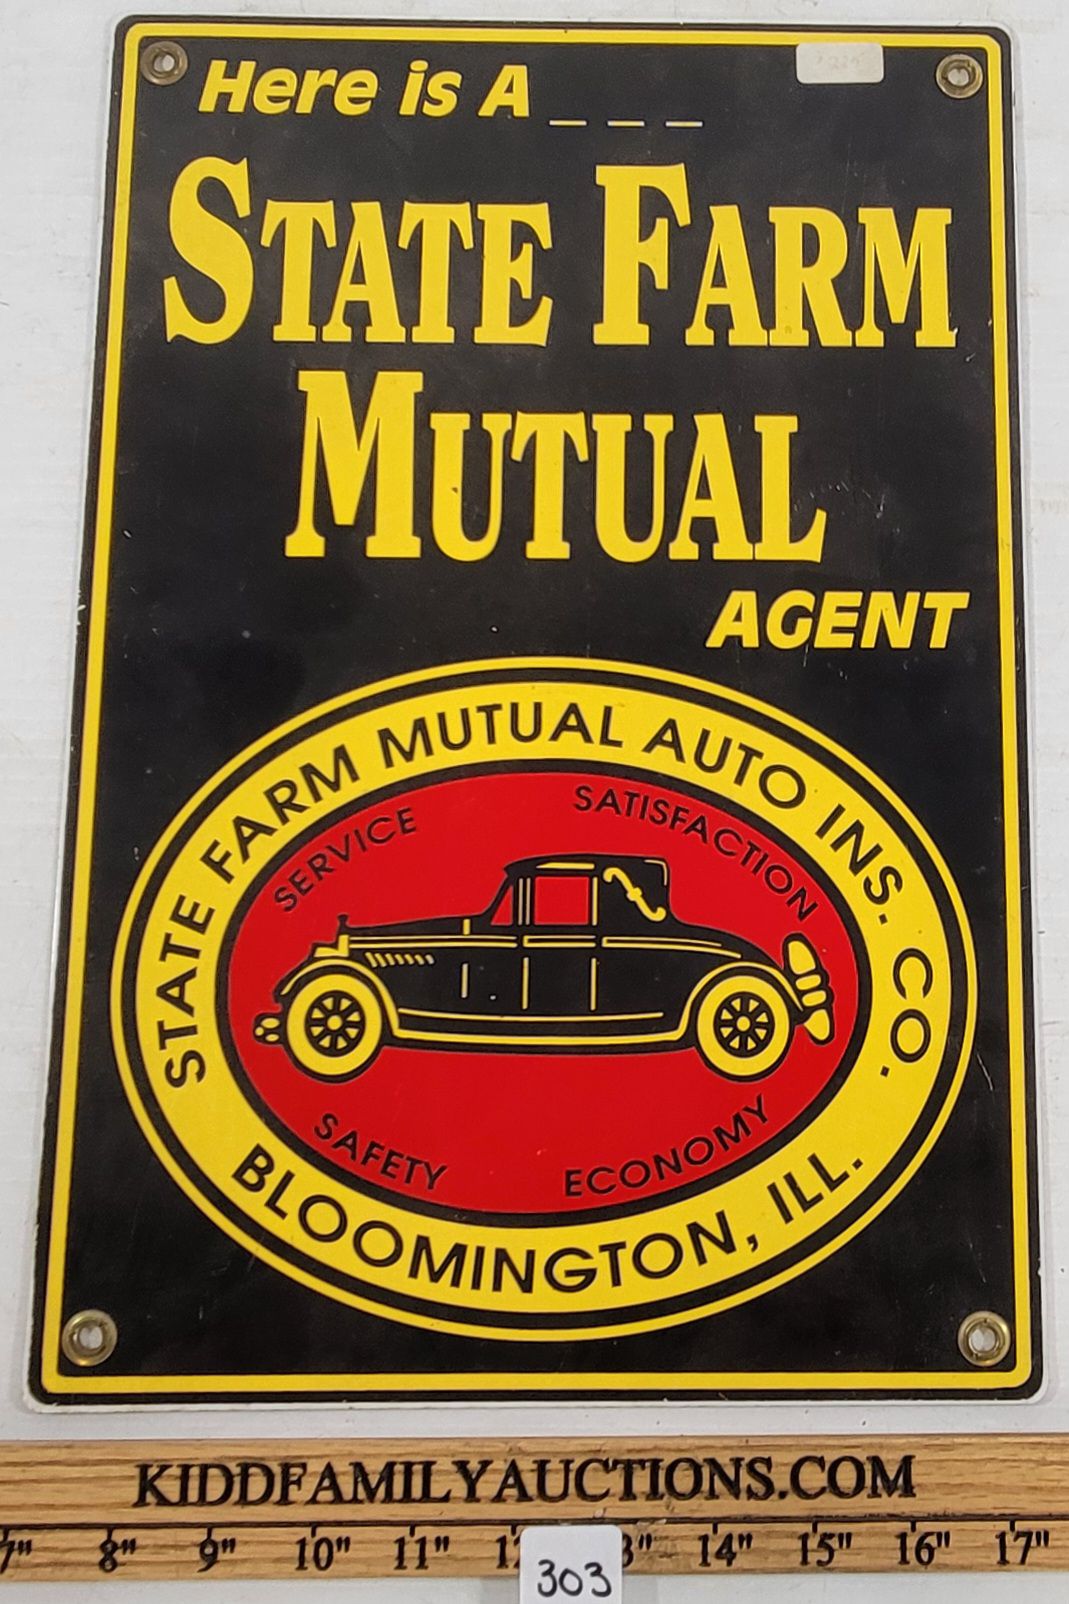 Here is A _ _ _
STATE FARM
MUTUAL
AGENT
STATE FARM MUTUAL AUTO INS. CO.
SERVICE
SATISFACTION
SAFETY
ECONOMY
BLOOMINGTON, ILL.
KIDDFAMILYAUCTIONS.COM
7" 8" 9" 10" 11" 14" 15" 16" 17"
303